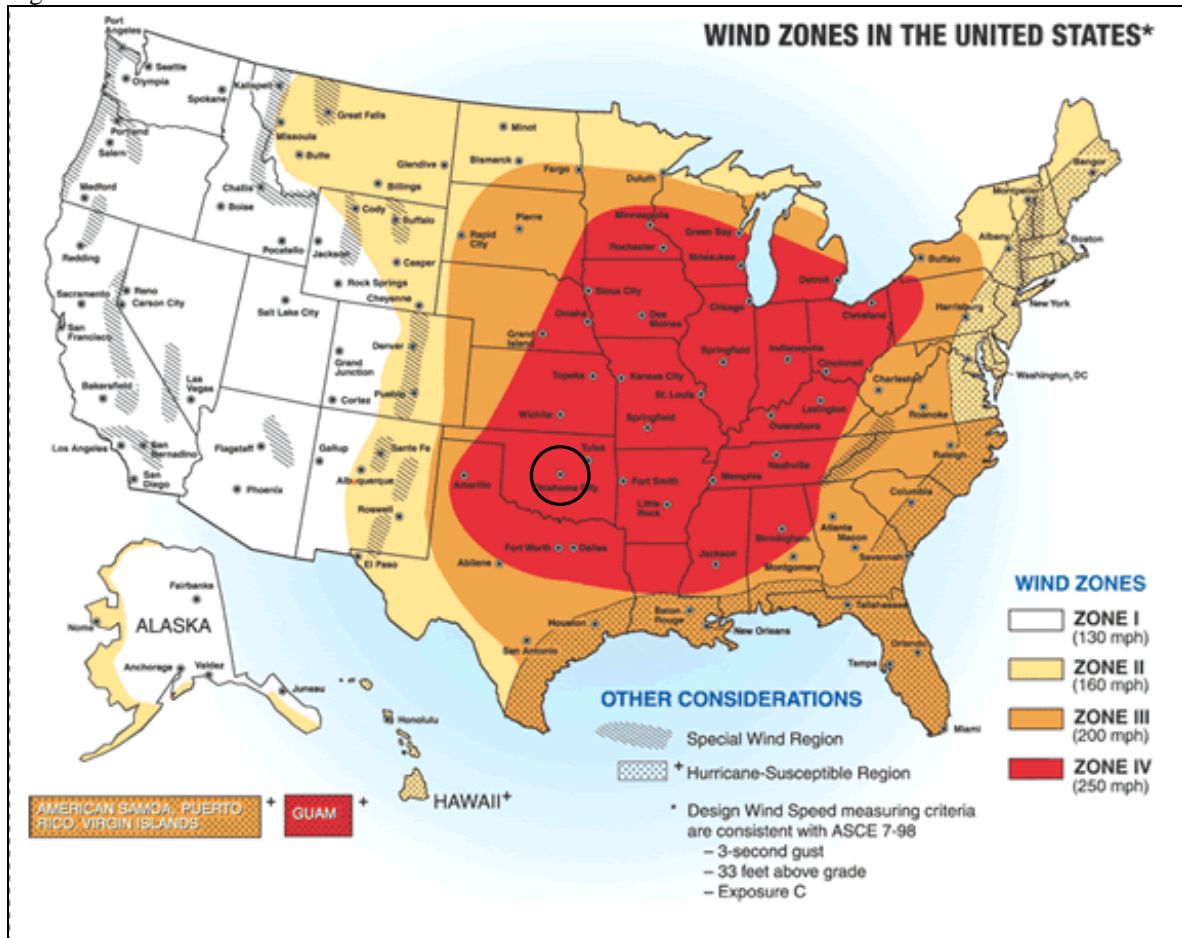 WIND ZONES IN THE UNITED STATES*
Port
Angeles
Seattle
Olympia
Spokane
Kalispell
Great Falls
Minot
Portland
Salem
Missoula
Butte
Glendive
Bismarck
Fargo
Duluth
Bangor
Medford
Challis
Boise
Billings
Cody
Buffalo
Pierre
Rapid
City
Minneapolis
Rochester
Green Bay
Montpelier
Albany
Boston
Buffalo
Redding
Pocatello
Jackson
Casper
Rock Springs
Cheyenne
Sioux City
Milwaukee
Detroit
Chicago
Cleveland
Harrisburg
New York
Sacramento
Reno
Carson City
Salt Lake City
San
Francisco
Omaha
Des
Moines
Grand
Island
Denver
Grand
Junction
Pueblo
Cortez
Topeka
Kansas City
Springfield
Indianapolis
Cincinnati
St. Louis
Charleston
Washington, DC
Roanoke
Lexington
Owensboro
Bakersfield
Las
Vegas
Wichita
Springfield
Los Angeles
San
Bernadino
San
Diego
Flagstaff
Phoenix
Gallup
Sante Fe
Albuquerque
Roswell
El Paso
Amarillo
Tulsa
Oklahoma City
Fort Smith
Little
Rock
Memphis
Nashville
Raleigh
Columbia
Atlante
Macon
Savannah
Birmingham
Montgomery
Jackson
Fort Worth
Dallas
Abilene
Houston
San Antonio
Baton
Rouge
New Orleans
Tallahassee
Orlando
Tampa
Miami
Fairbanks
Nome
ALASKA
Anchorage
Valdez
Juneau
Honolulu
HAWAII+
AMERICAN SAMOA, PUERTO
RICO, VIRGIN ISLANDS
+
GUAM
+
OTHER CONSIDERATIONS
Special Wind Region
+ Hurricane-Susceptible Region
* Design Wind Speed measuring criteria
are consistent with ASCE 7-98
– 3-second gust
– 33 feet above grade
– Exposure C
WIND ZONES
ZONE I
(130 mph)
ZONE II
(160 mph)
ZONE III
(200 mph)
ZONE IV
(250 mph)